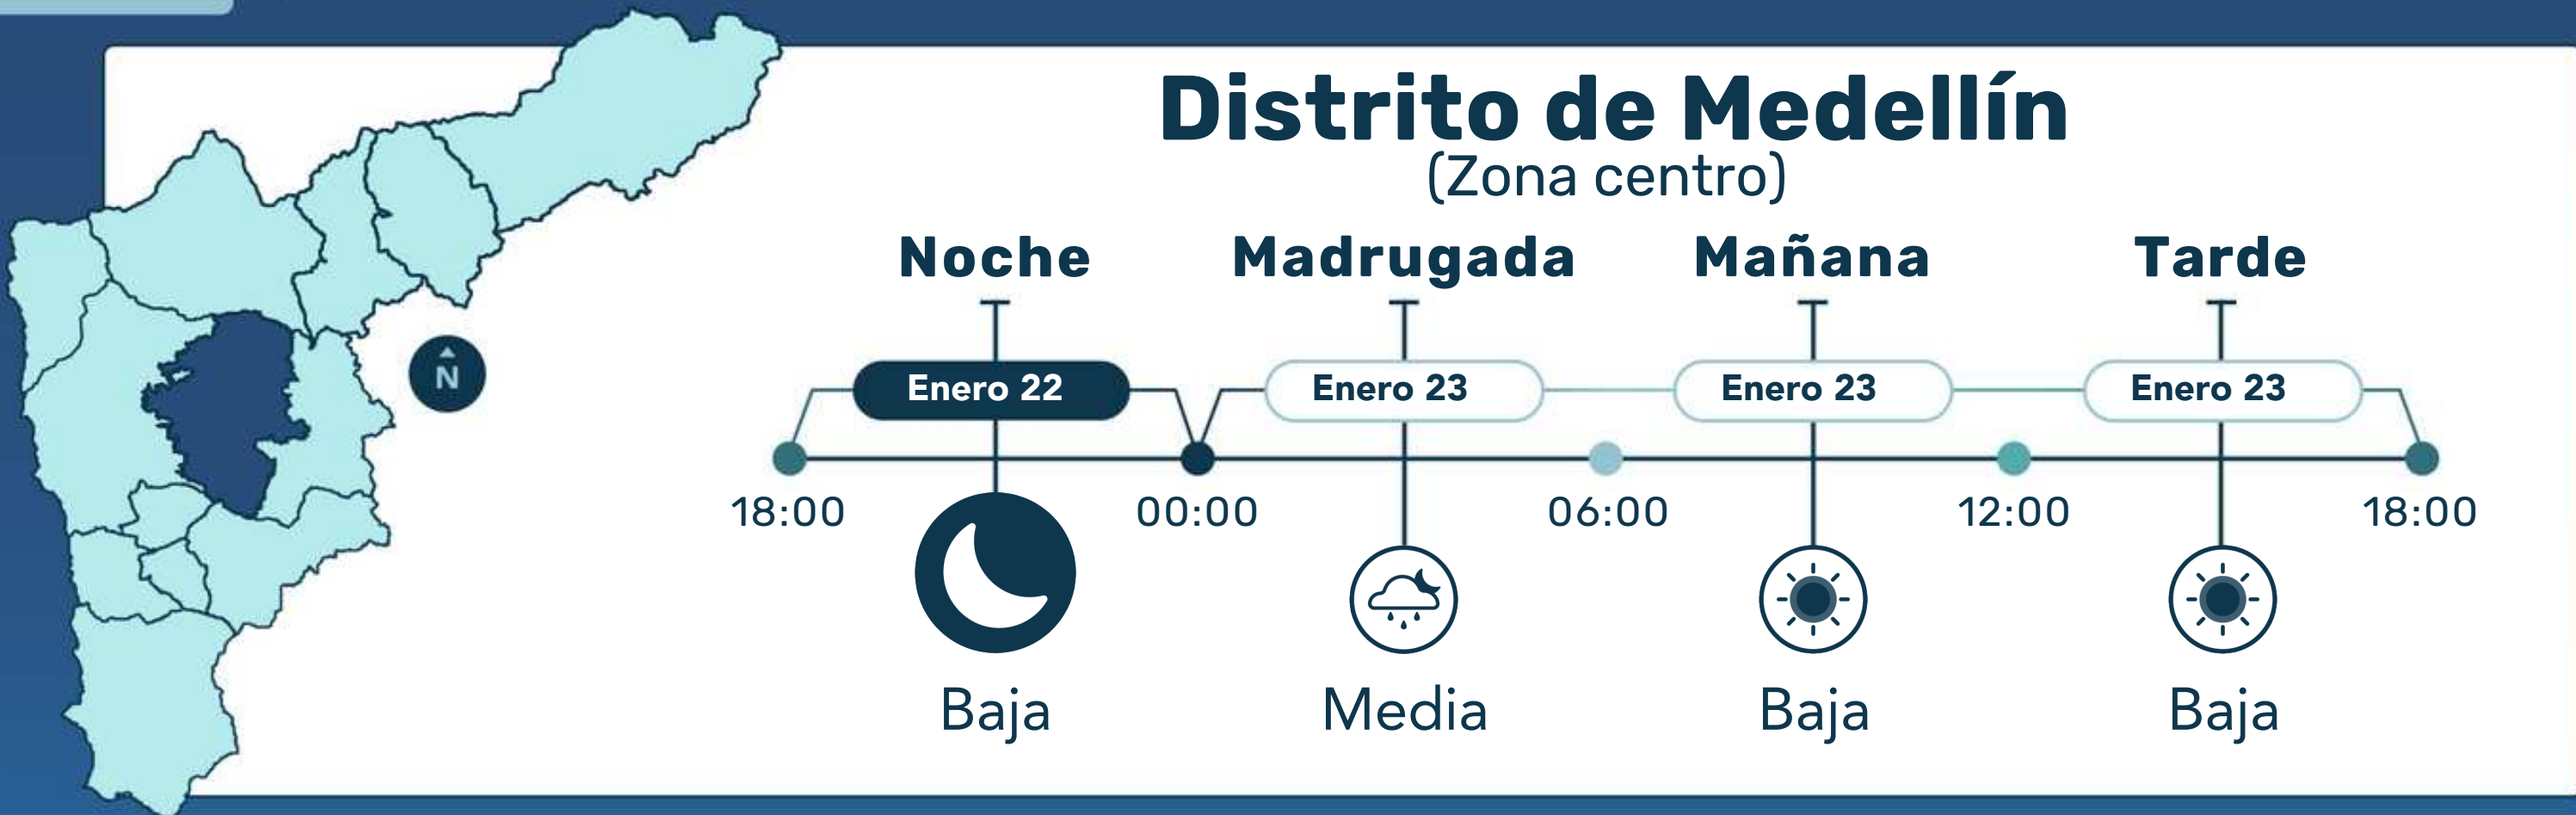 Distrito de Medellín
(Zona centro)
Noche Madrugada Mañana Tarde
Enero 22 Enero 23 Enero 23 Enero 23
N
18:00 00:00 06:00 12:00 18:00
Baja Media Baja Baja